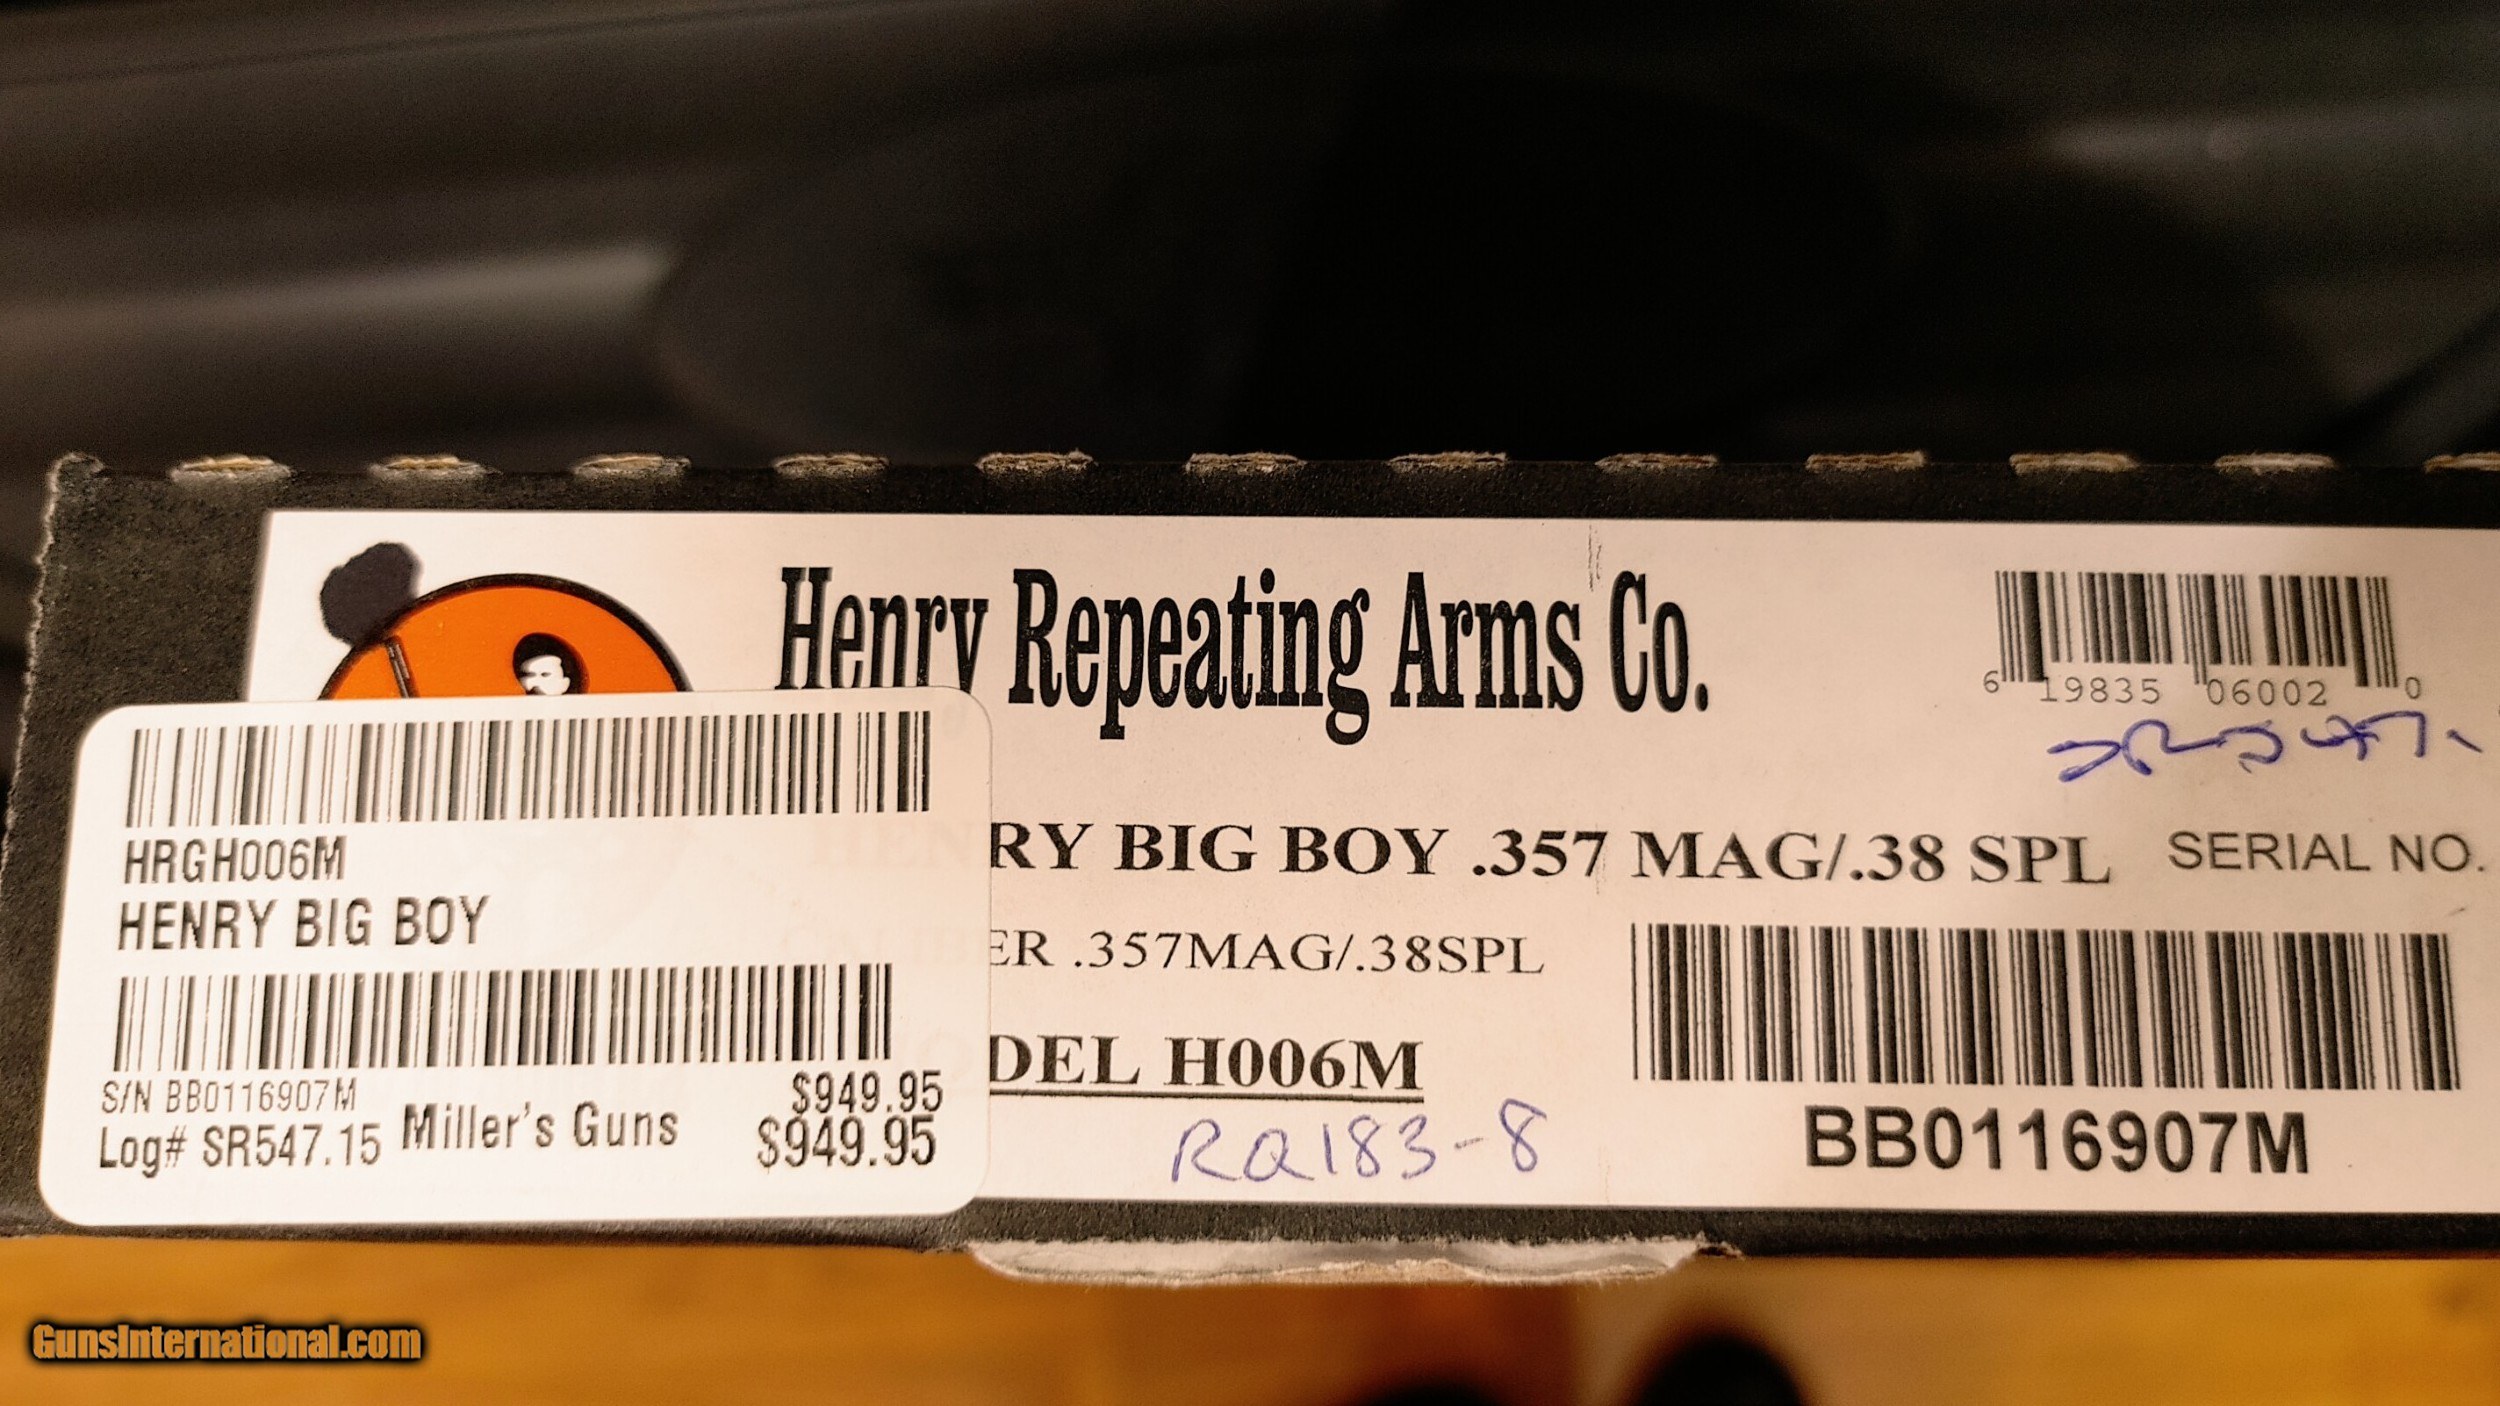 Henry Repeating Arms Co.
6 19835 06002 0
RY BIG BOY .357 MAG/.38 SPL
SERIAL NO.
ER .357MAG/.38SPL
DEL H006M
RQ183-8
BB0116907M
HRGH006M
HENRY BIG BOY
S/N BB0116907M
$949.95
Log# SR547.15 Miller's Guns
$949.95
GunsInternational.com